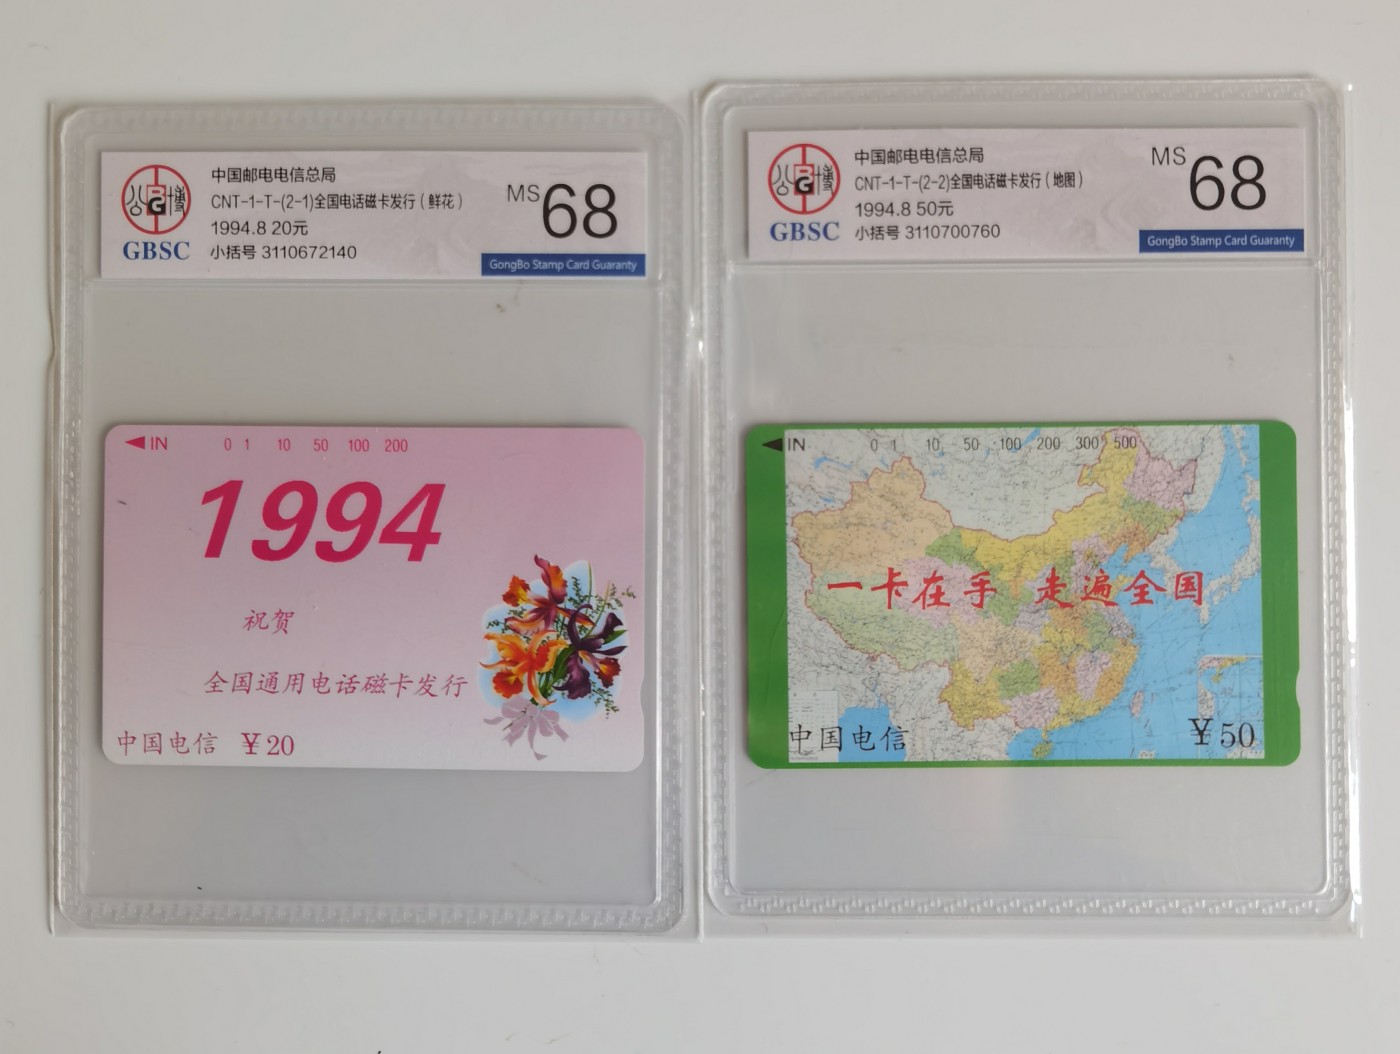 公博
BG
GBSC
中国邮电电信总局
CNT-1-T-(2-1)全国电话磁卡发行(鲜花)
1994.8 20元
小括号 3110672140
MS 68
GongBo Stamp Card Guaranty
IN 0 1 10 50 100 200
1994
祝贺
全国通用电话磁卡发行
中国电信 ¥20
公博
BG
GBSC
中国邮电电信总局
CNT-1-T-(2-2)全国电话磁卡发行(地图)
1994.8 50元
小括号 3110700760
MS 68
GongBo Stamp Card Guaranty
IN 0 1 10 50 100 200 300 500
一卡在手 走遍全国
中国电信 ¥50